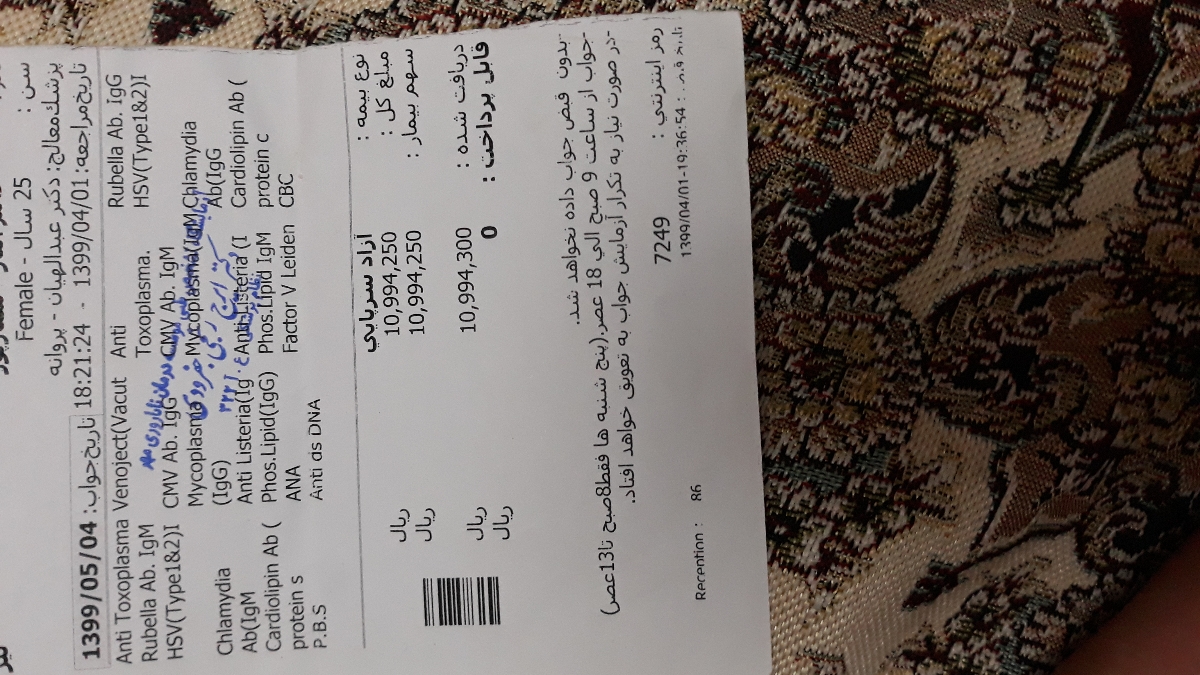 سن : 25 سال - Female
پزشک معالج: دکتر عبدالهیان - پروانه
تاریخ مراجعه: 1399/04/01 - 18:21:24 تاریخ جواب: 1399/05/04
Anti Toxoplasma Venoject(Vacut Anti Toxoplasma. Rubella Ab. IgG
Rubella Ab. IgM HSV(Type1&2)I
HSV(Type1&2)I CMV Ab. IgG CMV Ab. IgM Chlamydia Ab(IgG
Mycoplasma (IgG) Mycoplasma(IgM
Chlamydia Ab(IgM Anti Listeria(Ig Anti Listeria (I Cardiolipin Ab (
Cardiolipin Ab ( Phos.Lipid(IgG) Phos.Lipid IgM protein c
protein s ANA Factor V Leiden CBC
P.B.S Anti ds DNA
نوع بیمه : آزاد سرپایی
مبلغ کل : 10,994,250 ریال
سهم بیمار : 10,994,250 ریال
دریافت شده : 10,994,300 ریال
قابل پرداخت : 0 ریال
-بدون قبض جواب داده نخواهد شد.
-جواب از ساعت 9 صبح الی 18 عصر.(پنج شنبه ها فقط8صبح تا13عصر)
-در صورت نیاز به تکرار آزمایش جواب به تعویق خواهد افتاد.
رمز اینترنتی : 7249
1399/04/01-19:36:54 :
Reception : R6